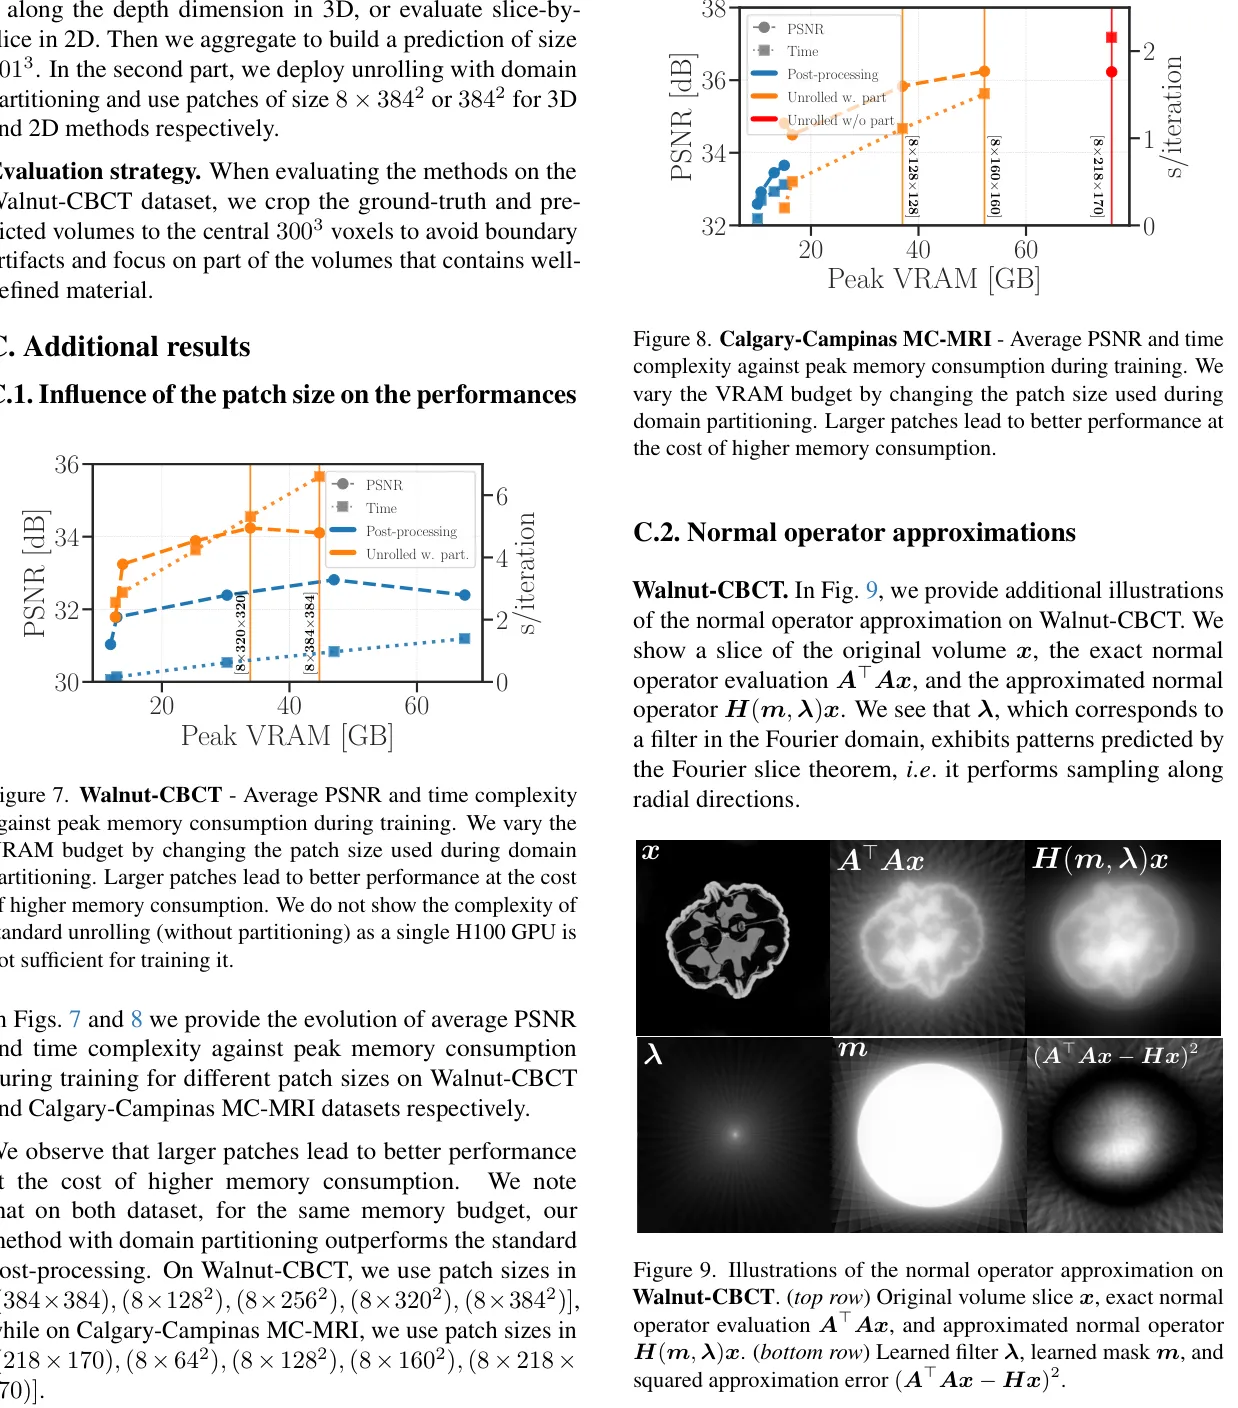 along the depth dimension in 3D, or evaluate slice-by-
lice in 2D. Then we aggregate to build a prediction of size
01³. In the second part, we deploy unrolling with domain
artitioning and use patches of size 8 × 384² or 384² for 3D
nd 2D methods respectively.
Evaluation strategy. When evaluating the methods on the
Walnut-CBCT dataset, we crop the ground-truth and pre-
icted volumes to the central 300³ voxels to avoid boundary
rtifacts and focus on part of the volumes that contains well-
efined material.
C. Additional results
C.1. Influence of the patch size on the performances
36
34
32
30
PSNR [dB]
20
40
60
Peak VRAM [GB]
6
4
2
0
s/iteration
PSNR
Time
Post-processing
Unrolled w. part.
[8×320×320]
[8×384×384]
igure 7. Walnut-CBCT - Average PSNR and time complexity
gainst peak memory consumption during training. We vary the
VRAM budget by changing the patch size used during domain
artitioning. Larger patches lead to better performance at the cost
f higher memory consumption. We do not show the complexity of
tandard unrolling (without partitioning) as a single H100 GPU is
ot sufficient for training it.
n Figs. 7 and 8 we provide the evolution of average PSNR
nd time complexity against peak memory consumption
uring training for different patch sizes on Walnut-CBCT
nd Calgary-Campinas MC-MRI datasets respectively.
We observe that larger patches lead to better performance
t the cost of higher memory consumption. We note
hat on both dataset, for the same memory budget, our
method with domain partitioning outperforms the standard
ost-processing. On Walnut-CBCT, we use patch sizes in
384×384), (8×128²), (8×256²), (8×320²), (8×384²)],
while on Calgary-Campinas MC-MRI, we use patch sizes in
218 × 170), (8 × 64²), (8 × 128²), (8 × 160²), (8 × 218 ×
70)].
38
36
34
32
PSNR [dB]
20
40
60
Peak VRAM [GB]
2
1
0
s/iteration
PSNR
Time
Post-processing
Unrolled w. part
Unrolled w/o part
[8×128×128]
[8×160×160]
[8×218×170]
Figure 8. Calgary-Campinas MC-MRI - Average PSNR and time
complexity against peak memory consumption during training. We
vary the VRAM budget by changing the patch size used during
domain partitioning. Larger patches lead to better performance at
the cost of higher memory consumption.
C.2. Normal operator approximations
Walnut-CBCT. In Fig. 9, we provide additional illustrations
of the normal operator approximation on Walnut-CBCT. We
show a slice of the original volume x, the exact normal
operator evaluation A⊤Ax, and the approximated normal
operator H(m, λ)x. We see that λ, which corresponds to
a filter in the Fourier domain, exhibits patterns predicted by
the Fourier slice theorem, i.e. it performs sampling along
radial directions.
x
A⊤Ax
H(m, λ)x
λ
m
(A⊤Ax − Hx)²
Figure 9. Illustrations of the normal operator approximation on
Walnut-CBCT. (top row) Original volume slice x, exact normal
operator evaluation A⊤Ax, and approximated normal operator
H(m, λ)x. (bottom row) Learned filter λ, learned mask m, and
squared approximation error (A⊤Ax − Hx)².